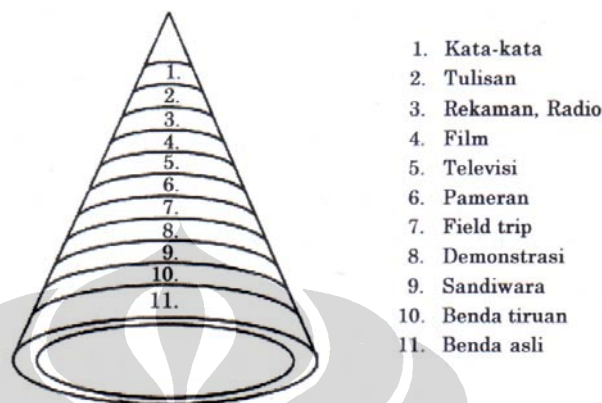 1.
2.
3.
4.
5.
6.
7.
8.
9.
10.
11.
1. Kata-kata
2. Tulisan
3. Rekaman, Radio
4. Film
5. Televisi
6. Pameran
7. Field trip
8. Demonstrasi
9. Sandiwara
10. Benda tiruan
11. Benda asli